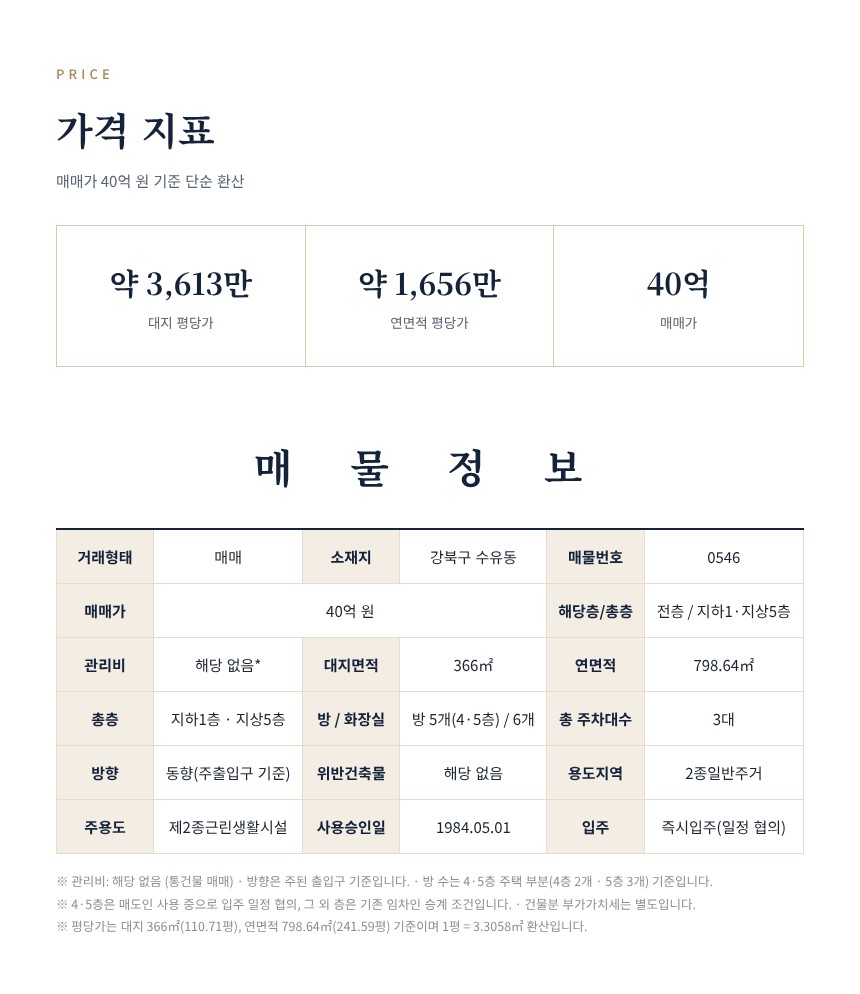 PRICE
가격 지표
매매가 40억 원 기준 단순 환산
약 3,613만 약 1,656만 40억
대지 평당가 연면적 평당가 매매가
매 물 정 보
거래형태 매매 소재지 강북구 수유동 매물번호 0546
매매가 40억 원 해당층/총층 전층 / 지하1·지상5층
관리비 해당 없음* 대지면적 366㎡ 연면적 798.64㎡
총층 지하1층 · 지상5층 방 / 화장실 방 5개(4·5층) / 6개 총 주차대수 3대
방향 동향(주출입구 기준) 위반건축물 해당 없음 용도지역 2종일반주거
주용도 제2종근린생활시설 사용승인일 1984.05.01 입주 즉시입주(일정 협의)
※ 관리비: 해당 없음 (통건물 매매) · 방향은 주된 출입구 기준입니다. · 방 수는 4·5층 주택 부분(4층 2개 · 5층 3개) 기준입니다.
※ 4·5층은 매도인 사용 중으로 입주 일정 협의, 그 외 층은 기존 임차인 승계 조건입니다. · 건물분 부가가치세는 별도입니다.
※ 평당가는 대지 366㎡(110.71평), 연면적 798.64㎡(241.59평) 기준이며 1평 = 3.3058㎡ 환산입니다.